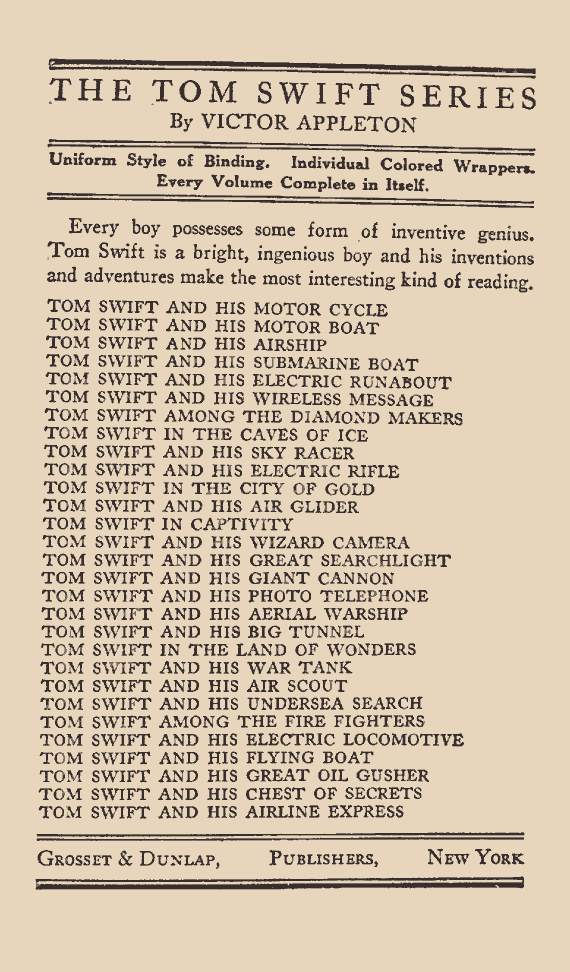 THE TOM SWIFT SERIES
By VICTOR APPLETON
Uniform Style of Binding. Individual Colored Wrappers.
Every Volume Complete in Itself.
Every boy possesses some form of inventive genius.
Tom Swift is a bright, ingenious boy and his inventions
and adventures make the most interesting kind of reading.
TOM SWIFT AND HIS MOTOR CYCLE
TOM SWIFT AND HIS MOTOR BOAT
TOM SWIFT AND HIS AIRSHIP
TOM SWIFT AND HIS SUBMARINE BOAT
TOM SWIFT AND HIS ELECTRIC RUNABOUT
TOM SWIFT AND HIS WIRELESS MESSAGE
TOM SWIFT AMONG THE DIAMOND MAKERS
TOM SWIFT IN THE CAVES OF ICE
TOM SWIFT AND HIS SKY RACER
TOM SWIFT AND HIS ELECTRIC RIFLE
TOM SWIFT IN THE CITY OF GOLD
TOM SWIFT AND HIS AIR GLIDER
TOM SWIFT IN CAPTIVITY
TOM SWIFT AND HIS WIZARD CAMERA
TOM SWIFT AND HIS GREAT SEARCHLIGHT
TOM SWIFT AND HIS GIANT CANNON
TOM SWIFT AND HIS PHOTO TELEPHONE
TOM SWIFT AND HIS AERIAL WARSHIP
TOM SWIFT AND HIS BIG TUNNEL
TOM SWIFT IN THE LAND OF WONDERS
TOM SWIFT AND HIS WAR TANK
TOM SWIFT AND HIS AIR SCOUT
TOM SWIFT AND HIS UNDERSEA SEARCH
TOM SWIFT AMONG THE FIRE FIGHTERS
TOM SWIFT AND HIS ELECTRIC LOCOMOTIVE
TOM SWIFT AND HIS FLYING BOAT
TOM SWIFT AND HIS GREAT OIL GUSHER
TOM SWIFT AND HIS CHEST OF SECRETS
TOM SWIFT AND HIS AIRLINE EXPRESS
GROSSET & DUNLAP, PUBLISHERS, NEW YORK